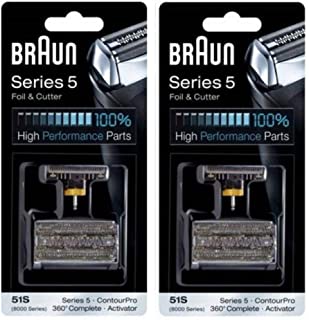 BRAUN
Series 5
Foil & Cutter
100%
High Performance Parts
51S
(8000 Series)
Series 5 · ContourPro
360° Complete · Activator
BRAUN
Series 5
Foil & Cutter
100%
High Performance Parts
51S
(8000 Series)
Series 5 · ContourPro
360° Complete · Activator